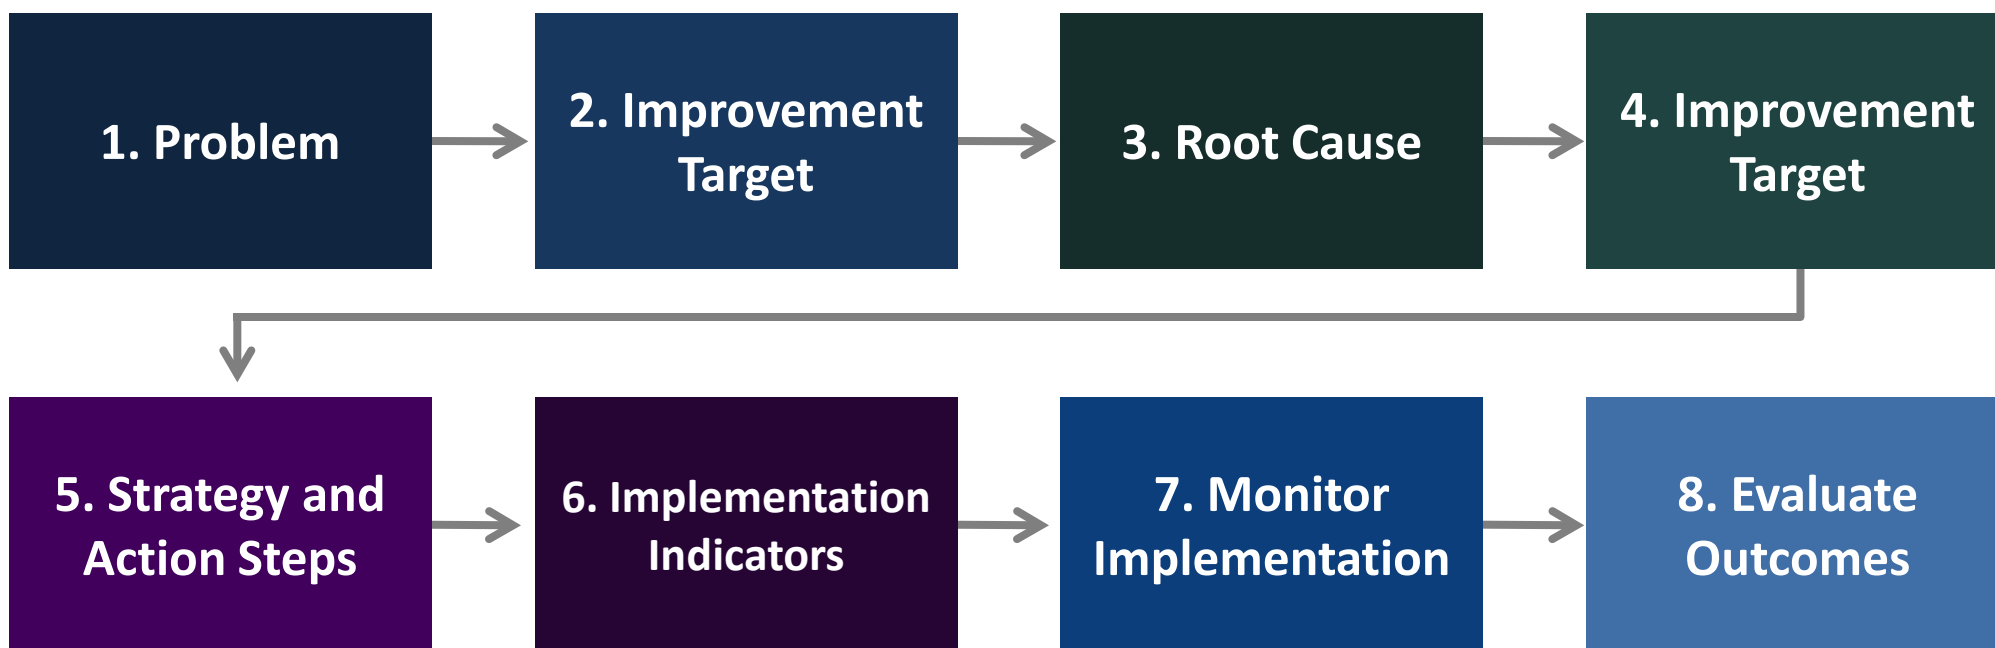 1. Problem
2. Improvement
Target
3. Root Cause
4. Improvement
Target
5. Strategy and
Action Steps
6. Implementation
Indicators
7. Monitor
Implementation
8. Evaluate
Outcomes